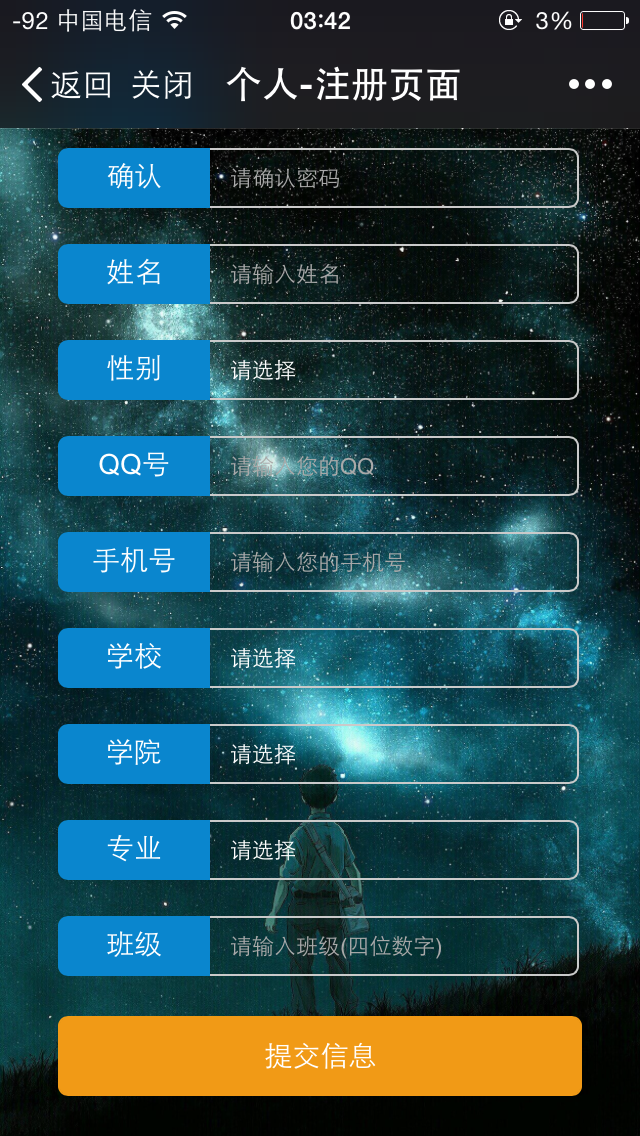 -92 中国电信 03:42 3%
返回 关闭 个人-注册页面
确认 请确认密码
姓名 请输入姓名
性别 请选择
QQ号 请输入您的QQ
手机号 请输入您的手机号
学校 请选择
学院 请选择
专业 请选择
班级 请输入班级(四位数字)
提交信息